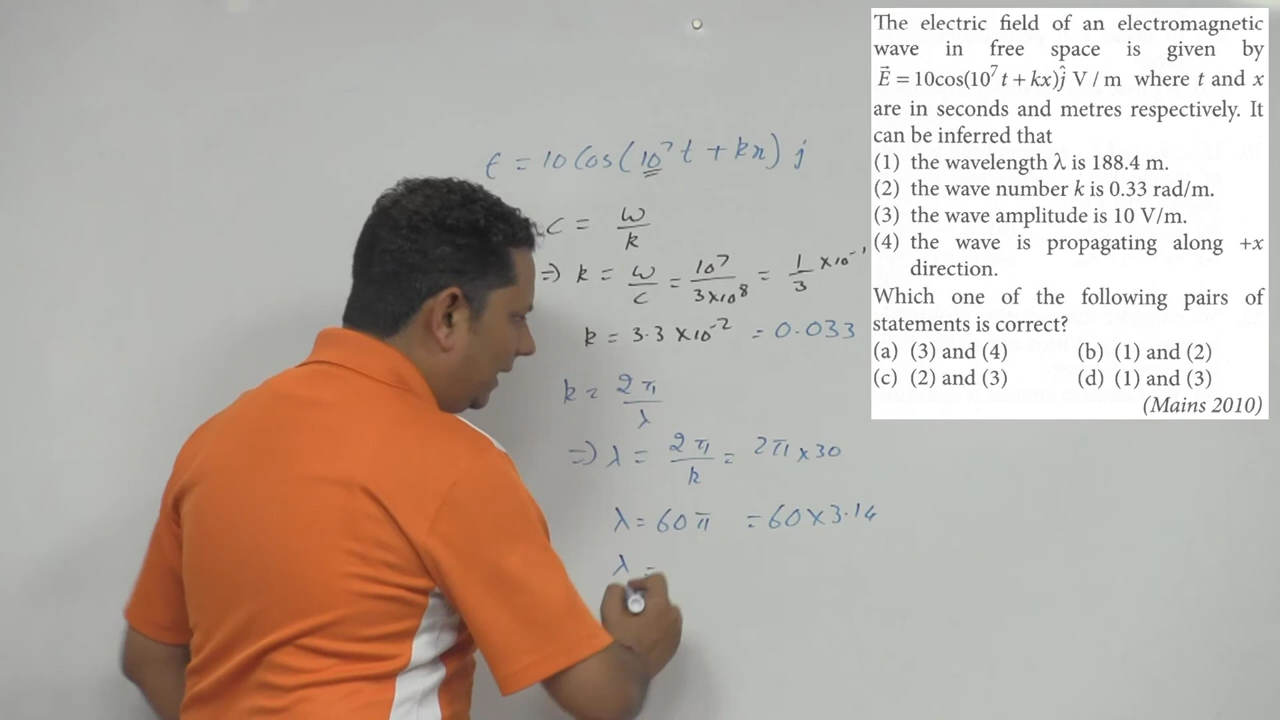 E = 10 Cos(10⁷t + kx) j
C = ω/k
⇒ k = ω/C = 10⁷/3×10⁸ = 1/3 ×10⁻¹
k = 3.3 ×10⁻² = 0.033
k = 2π/λ
⇒ λ = 2π/k = 2π×30
λ = 60π = 60×3.14
λ =
The electric field of an electromagnetic
wave in free space is given by
E⃗ = 10cos(10⁷t + kx)ĵ V / m where t and x
are in seconds and metres respectively. It
can be inferred that
(1) the wavelength λ is 188.4 m.
(2) the wave number k is 0.33 rad/m.
(3) the wave amplitude is 10 V/m.
(4) the wave is propagating along +x
direction.
Which one of the following pairs of
statements is correct?
(a) (3) and (4) (b) (1) and (2)
(c) (2) and (3) (d) (1) and (3)
(Mains 2010)